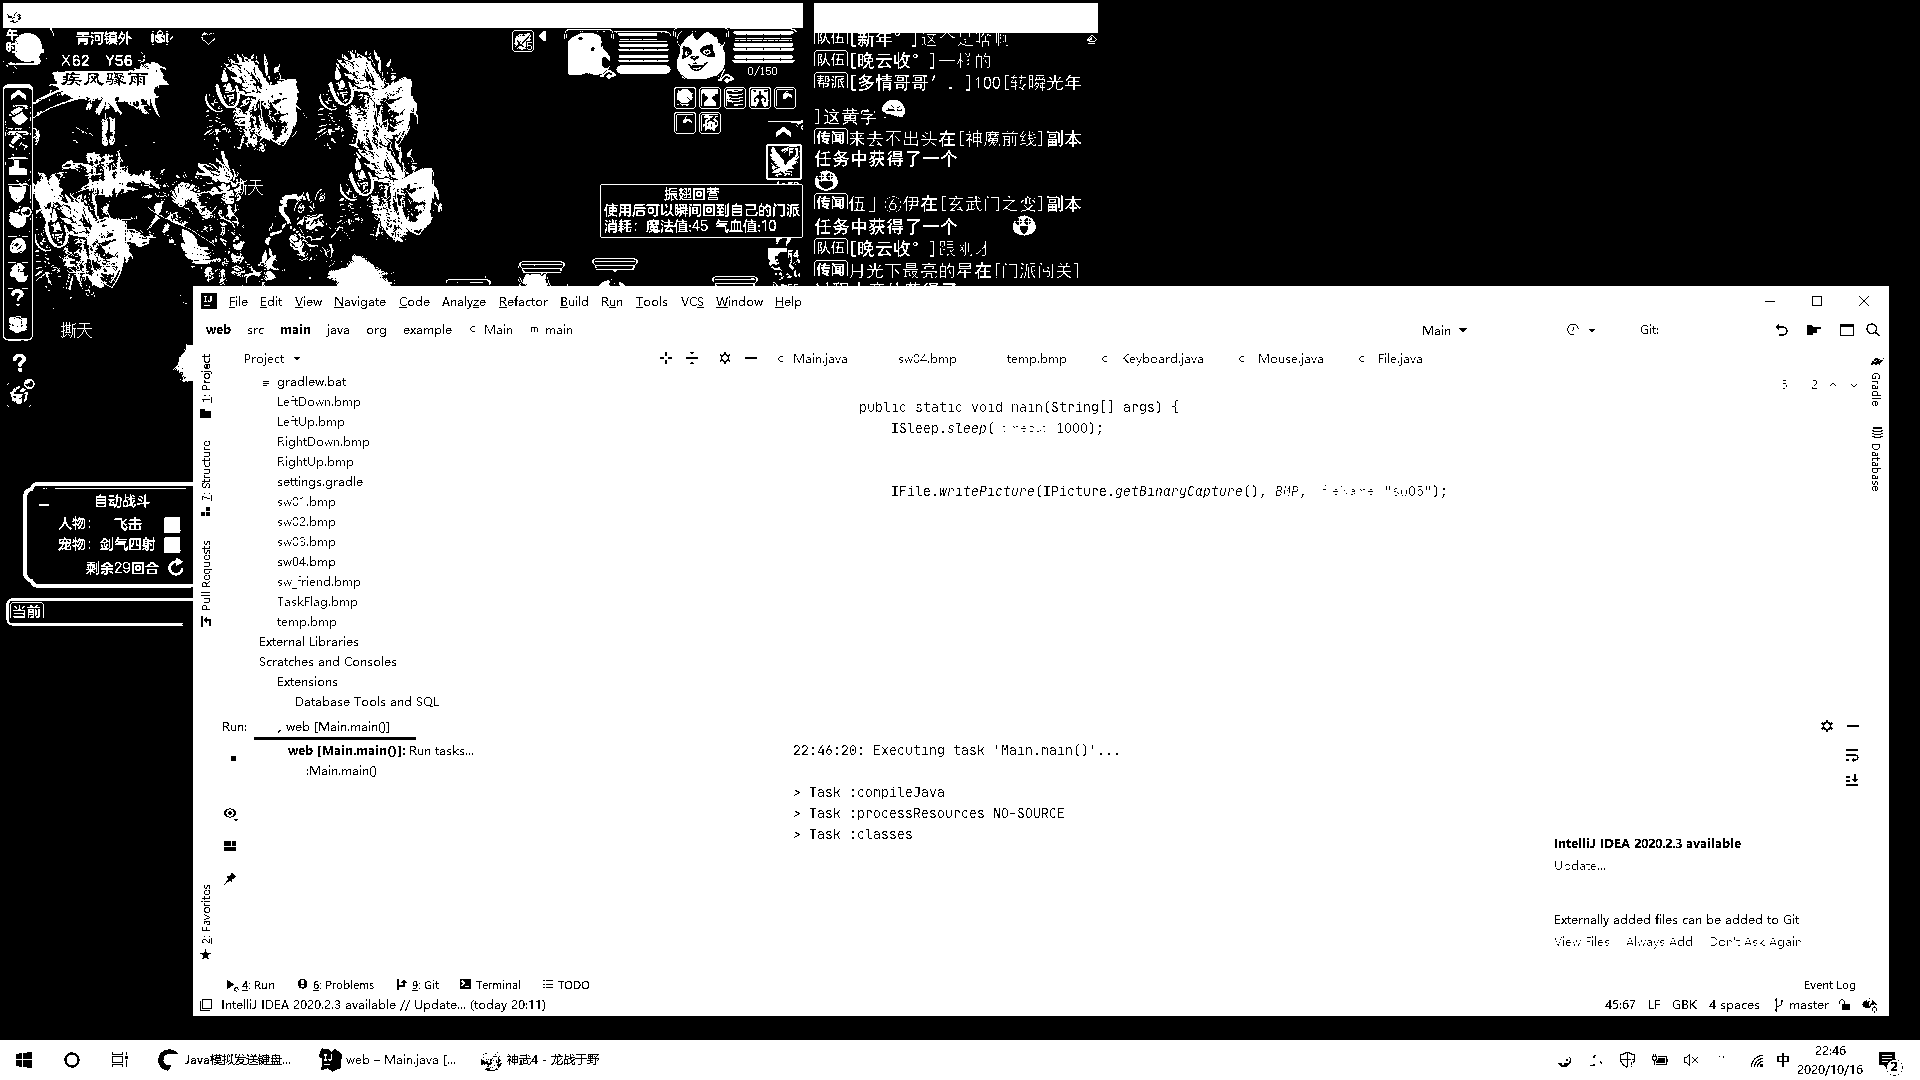 青河镇外
X62 Y56
疾风骤雨
0/150
撕天
撕天
振翅回营
使用后可以瞬间回到自己的门派
消耗：魔法值:45 气血值:10
自动战斗
人物： 飞击
宠物：剑气四射
剩余29回合
当前
队伍[新年°]这个是啥啊
队伍[晚云收°]一样的
帮派[多情哥哥′.]100[转瞬光年
]这黄字
传闻来去不出头在[神魔前线]副本
任务中获得了一个
传闻伍」⑥伊在[玄武门之变]副本
任务中获得了一个
队伍[晚云收°]跟刚才
传闻月光下最亮的星在[门派闯关]
File Edit View Navigate Code Analyze Refactor Build Run Tools VCS Window Help
web src main java org example Main main
Main
Git:
1: Project
7: Structure
Pull Requests
2: Favorites
Project
Main.java sw04.bmp temp.bmp Keyboard.java Mouse.java File.java
gradlew.bat
LeftDown.bmp
LeftUp.bmp
RightDown.bmp
RightUp.bmp
settings.gradle
sw01.bmp
sw02.bmp
sw03.bmp
sw04.bmp
sw_friend.bmp
TaskFlag.bmp
temp.bmp
External Libraries
Scratches and Consoles
Extensions
Database Tools and SQL
5 2
public static void main(String[] args) {
ISleep.sleep( 1000);
IFile.writePicture(IPicture.getBinaryCapture(), BMP, "sw05");
Gradle
Database
Run: web [Main.main()]
web [Main.main()]: Run tasks...
:Main.main()
22:46:20: Executing task 'Main.main()'...
> Task :compileJava
> Task :processResources NO-SOURCE
> Task :classes
IntelliJ IDEA 2020.2.3 available
Update...
Externally added files can be added to Git
View Files Always Add Don't Ask Again
4: Run 6: Problems 9: Git Terminal TODO
Event Log
IntelliJ IDEA 2020.2.3 available // Update... (today 20:11)
45:67 LF GBK 4 spaces master
Java模拟发送键盘...
web – Main.java [...
神武4 - 龙战于野
中
22:46
2020/10/16
2